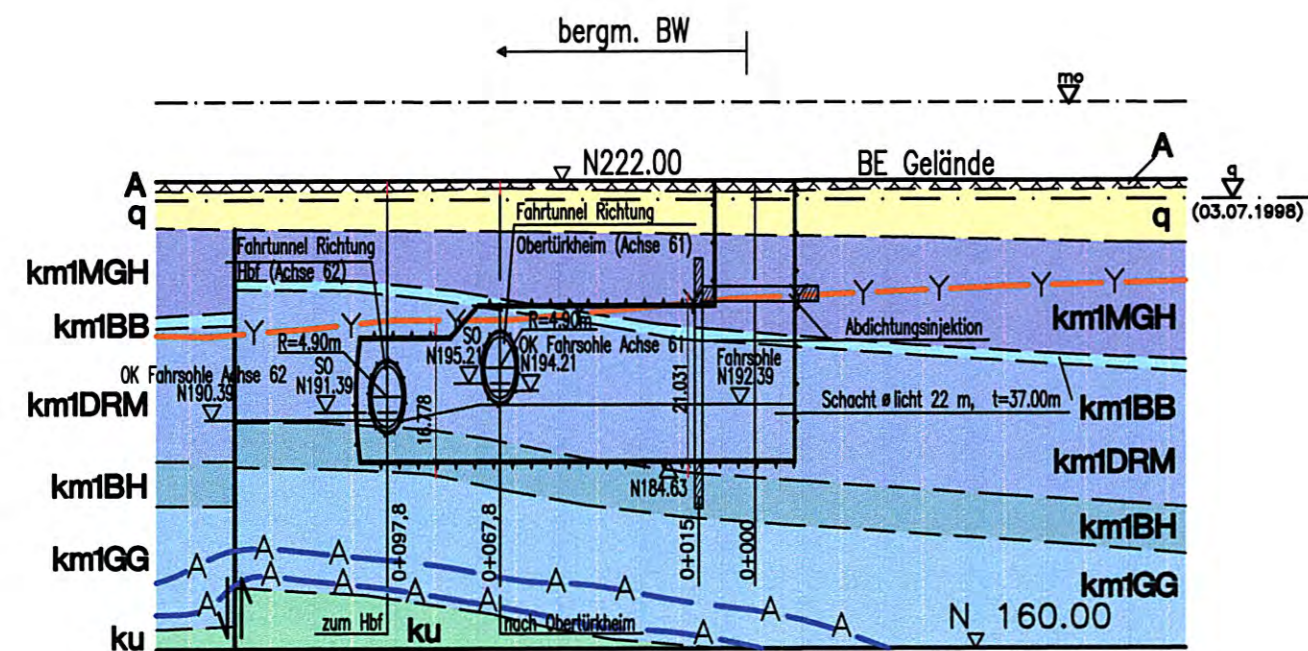 bergm. BW
mo
A
N222.00
BE Gelände
q
(03.07.1998)
A
q
q
Fahrtunnel Richtung
Obertürkheim (Achse 61)
Fahrtunnel Richtung
Hbf (Achse 62)
km1MGH
Y Y Y Y Y Y Y
km1MGH
km1BB
Abdichtungsinjektion
R=4.90m
R=4.90m
SO
N195.21
OK Fahrsohle Achse 61
N194.21
Fahrsohle
N192.39
OK Fahrsohle Achse 62
N190.39
SO
N191.39
Schacht ø licht 22 m, t=37.00m
km1BB
km1DRM
16.778
21.031
km1DRM
km1BH
N184.63
km1BH
0+097,8
0+067,8
0+015
0+000
km1GG
km1GG
A A A A A A A A
A A A A A
N 160.00
zum Hbf
ku
nach Obertürkheim
ku